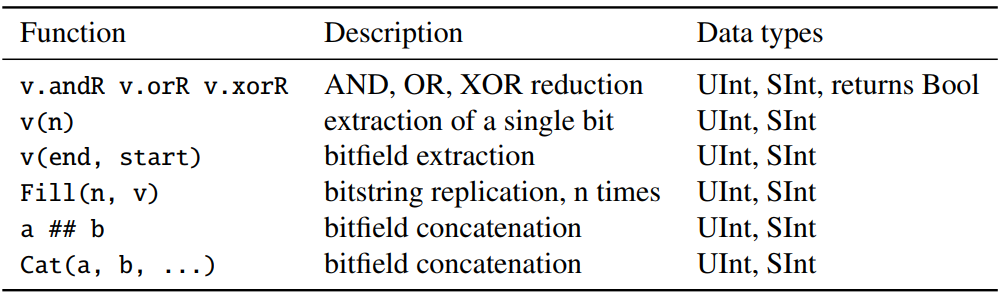 Function Description Data types
v.andR v.orR v.xorR AND, OR, XOR reduction UInt, SInt, returns Bool
v(n) extraction of a single bit UInt, SInt
v(end, start) bitfield extraction UInt, SInt
Fill(n, v) bitstring replication, n times UInt, SInt
a ## b bitfield concatenation UInt, SInt
Cat(a, b, ...) bitfield concatenation UInt, SInt